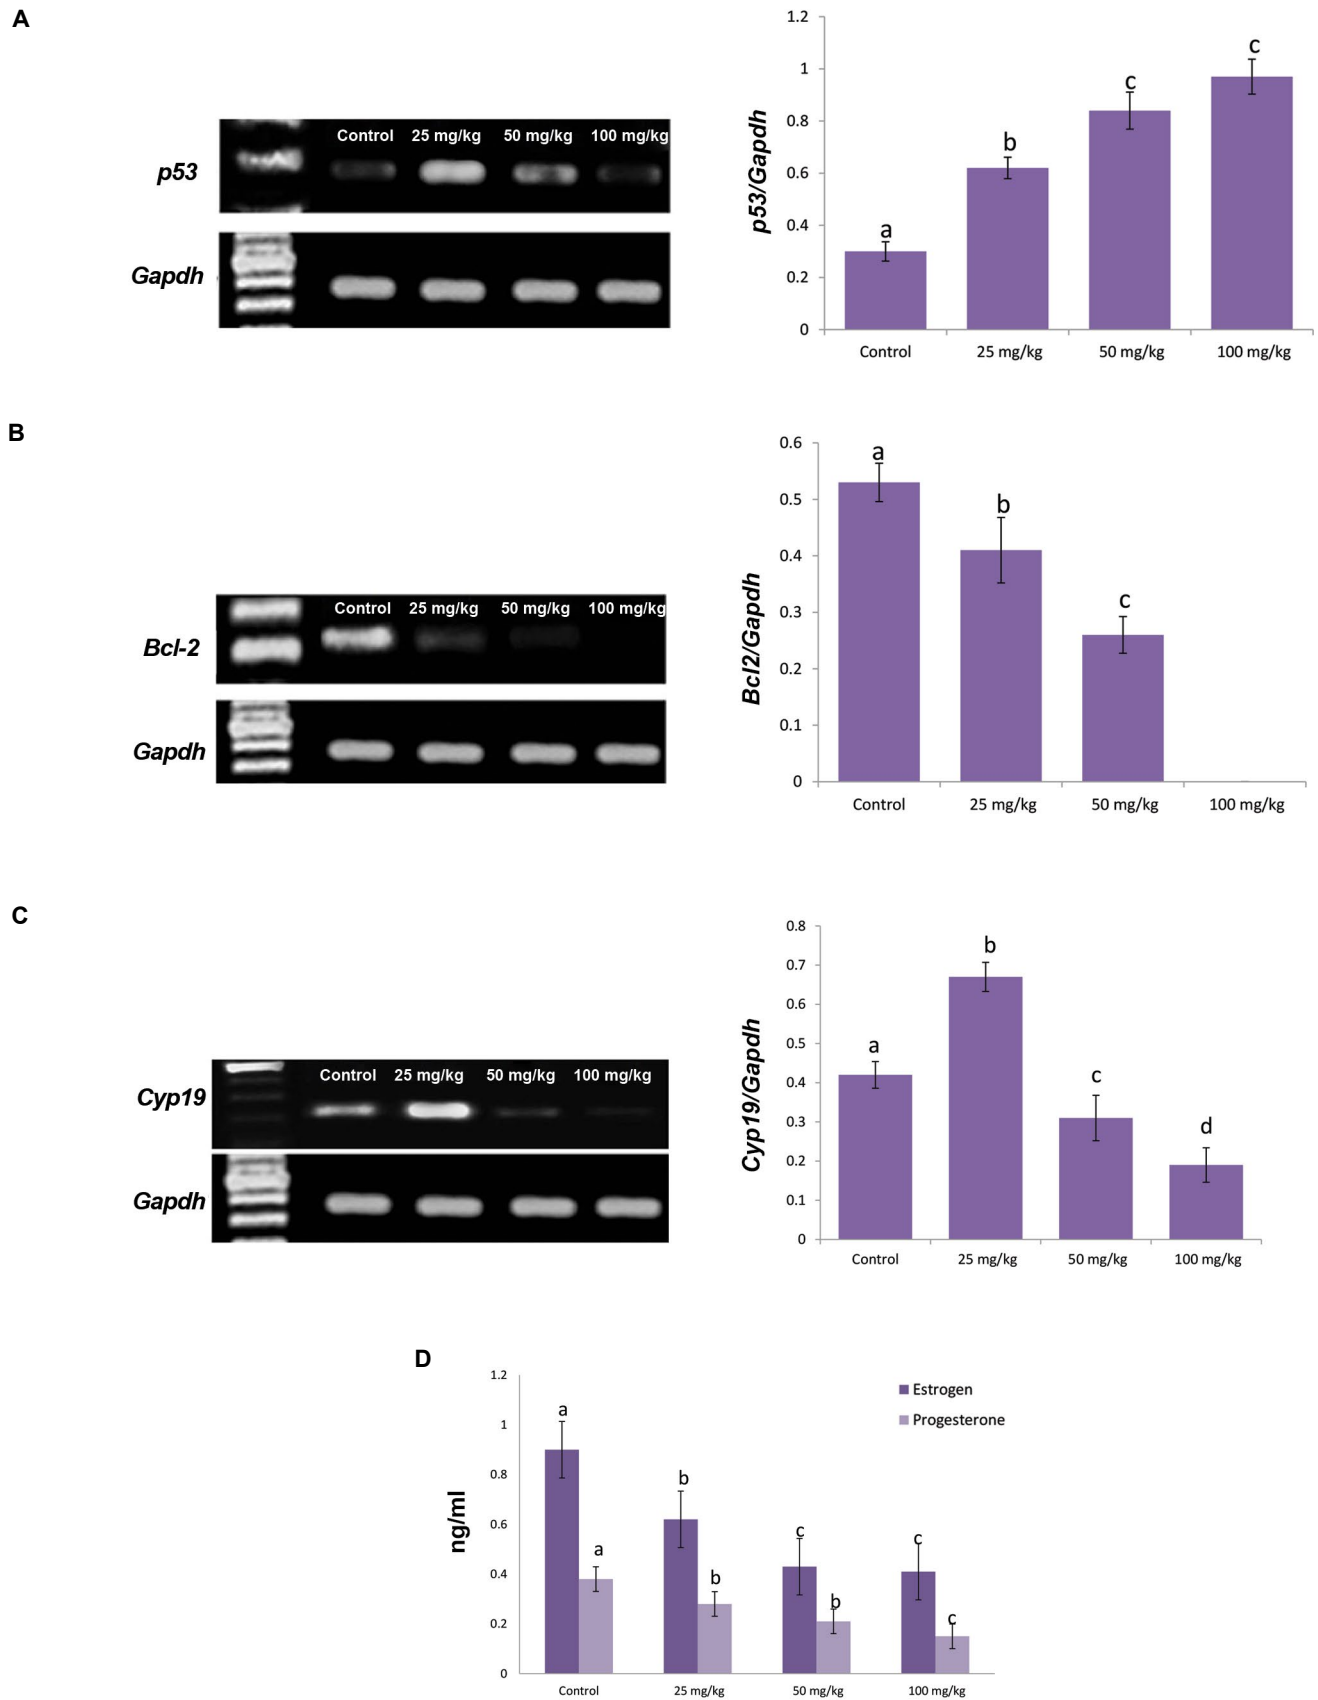 A
p53
Control 25 mg/kg 50 mg/kg 100 mg/kg
Gapdh
p53/Gapdh
1.2
1
0.8
0.6
0.4
0.2
0
a
b
c
c
Control 25 mg/kg 50 mg/kg 100 mg/kg
B
Bcl-2
Control 25 mg/kg 50 mg/kg 100 mg/kg
Gapdh
Bcl2/Gapdh
0.6
0.5
0.4
0.3
0.2
0.1
0
a
b
c
Control 25 mg/kg 50 mg/kg 100 mg/kg
C
Cyp19
Control 25 mg/kg 50 mg/kg 100 mg/kg
Gapdh
Cyp19/Gapdh
0.8
0.7
0.6
0.5
0.4
0.3
0.2
0.1
0
a
b
c
d
Control 25 mg/kg 50 mg/kg 100 mg/kg
D
ng/ml
1.2
1
0.8
0.6
0.4
0.2
0
Estrogen
Progesterone
a
a
b
b
c
b
c
c
Control 25 mg/kg 50 mg/kg 100 mg/kg